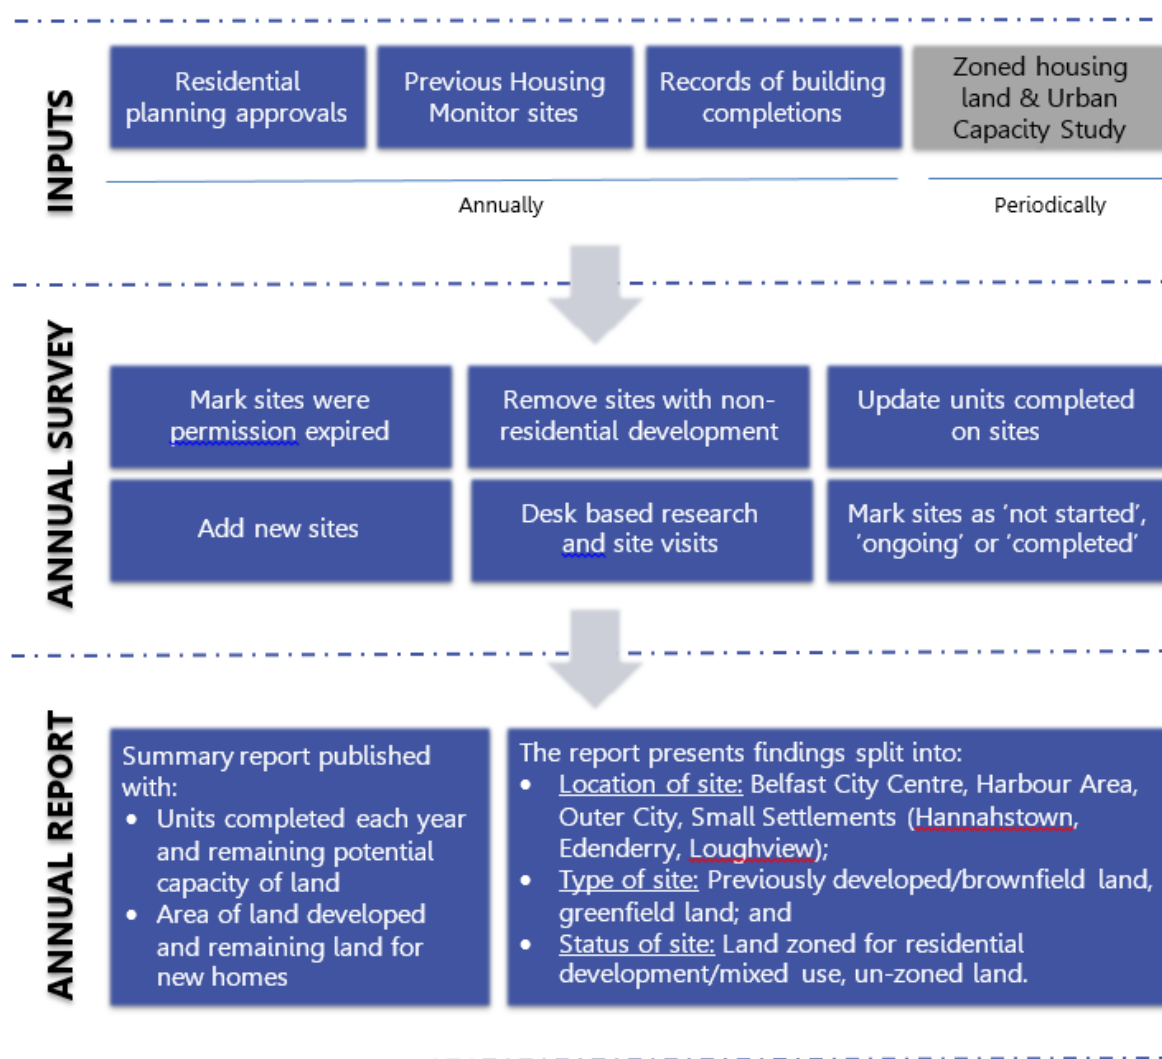 INPUTS
Residential
planning approvals
Previous Housing
Monitor sites
Records of building
completions
Zoned housing
land & Urban
Capacity Study
Annually
Periodically
ANNUAL SURVEY
Mark sites were
permission expired
Remove sites with non-
residential development
Update units completed
on sites
Add new sites
Desk based research
and site visits
Mark sites as ‘not started’,
‘ongoing’ or ‘completed’
ANNUAL REPORT
Summary report published
with:
• Units completed each year
and remaining potential
capacity of land
• Area of land developed
and remaining land for
new homes
The report presents findings split into:
• Location of site: Belfast City Centre, Harbour Area,
Outer City, Small Settlements (Hannahstown,
Edenderry, Loughview);
• Type of site: Previously developed/brownfield land,
greenfield land; and
• Status of site: Land zoned for residential
development/mixed use, un-zoned land.